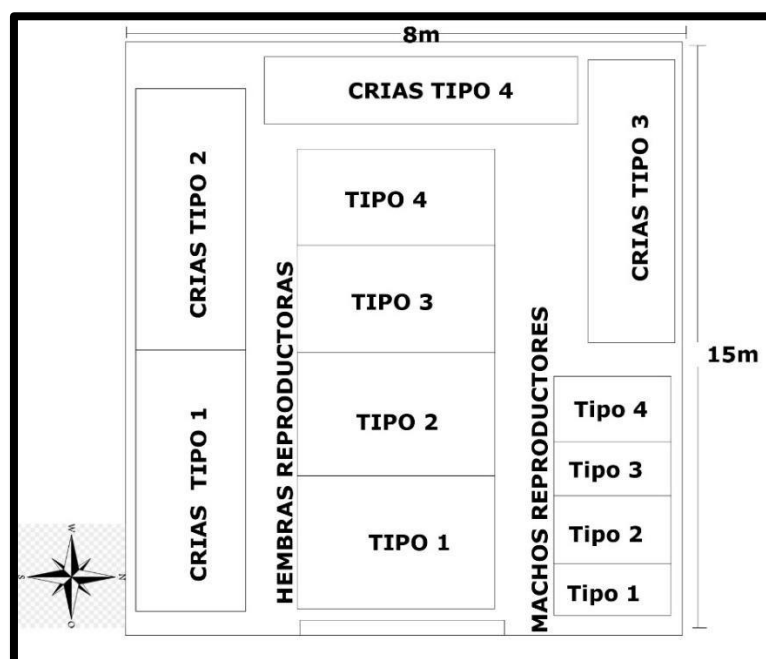 8m
CRIAS TIPO 4
CRIAS TIPO 3
CRIAS TIPO 2
TIPO 4
HEMBRAS REPRODUCTORAS
TIPO 3
MACHOS REPRODUCTORES
15m
Tipo 4
CRIAS TIPO 1
TIPO 2
Tipo 3
TIPO 1
Tipo 2
Tipo 1
W
S
N
O